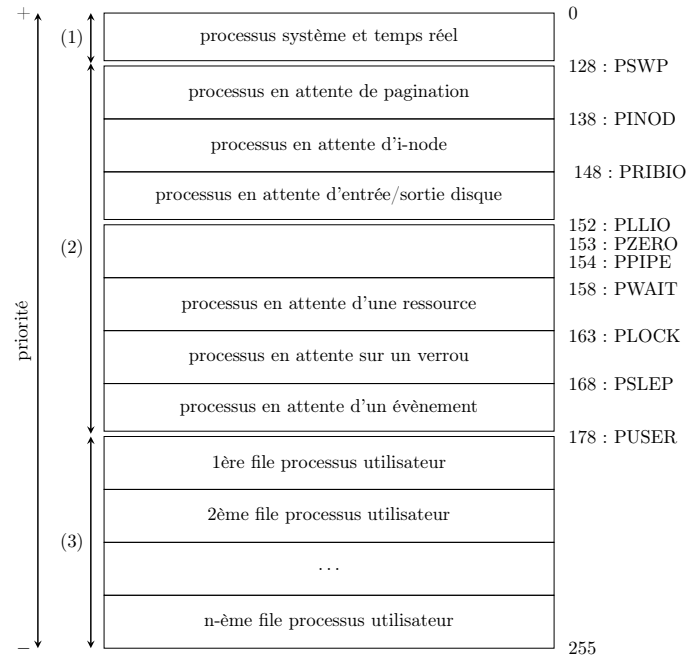 +
0
(1)
processus système et temps réel
128 : PSWP
processus en attente de pagination
138 : PINOD
processus en attente d'i-node
148 : PRIBIO
processus en attente d'entrée/sortie disque
152 : PLLIO
(2)
153 : PZERO
154 : PPIPE
158 : PWAIT
processus en attente d'une ressource
priorité
163 : PLOCK
processus en attente sur un verrou
168 : PSLEP
processus en attente d'un évènement
178 : PUSER
1ère file processus utilisateur
2ème file processus utilisateur
(3)
...
n-ème file processus utilisateur
−
255